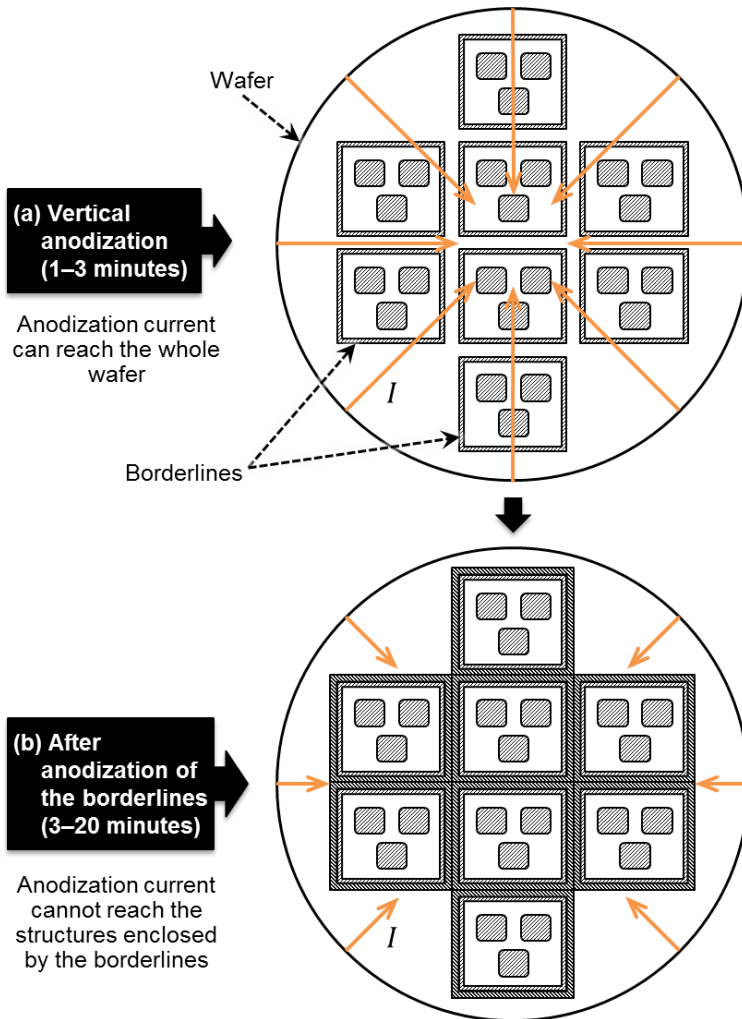 Wafer
(a) Vertical
anodization
(1–3 minutes)
Anodization current
can reach the whole
wafer
I
Borderlines
(b) After
anodization of
the borderlines
(3–20 minutes)
Anodization current
cannot reach the
structures enclosed
by the borderlines
I